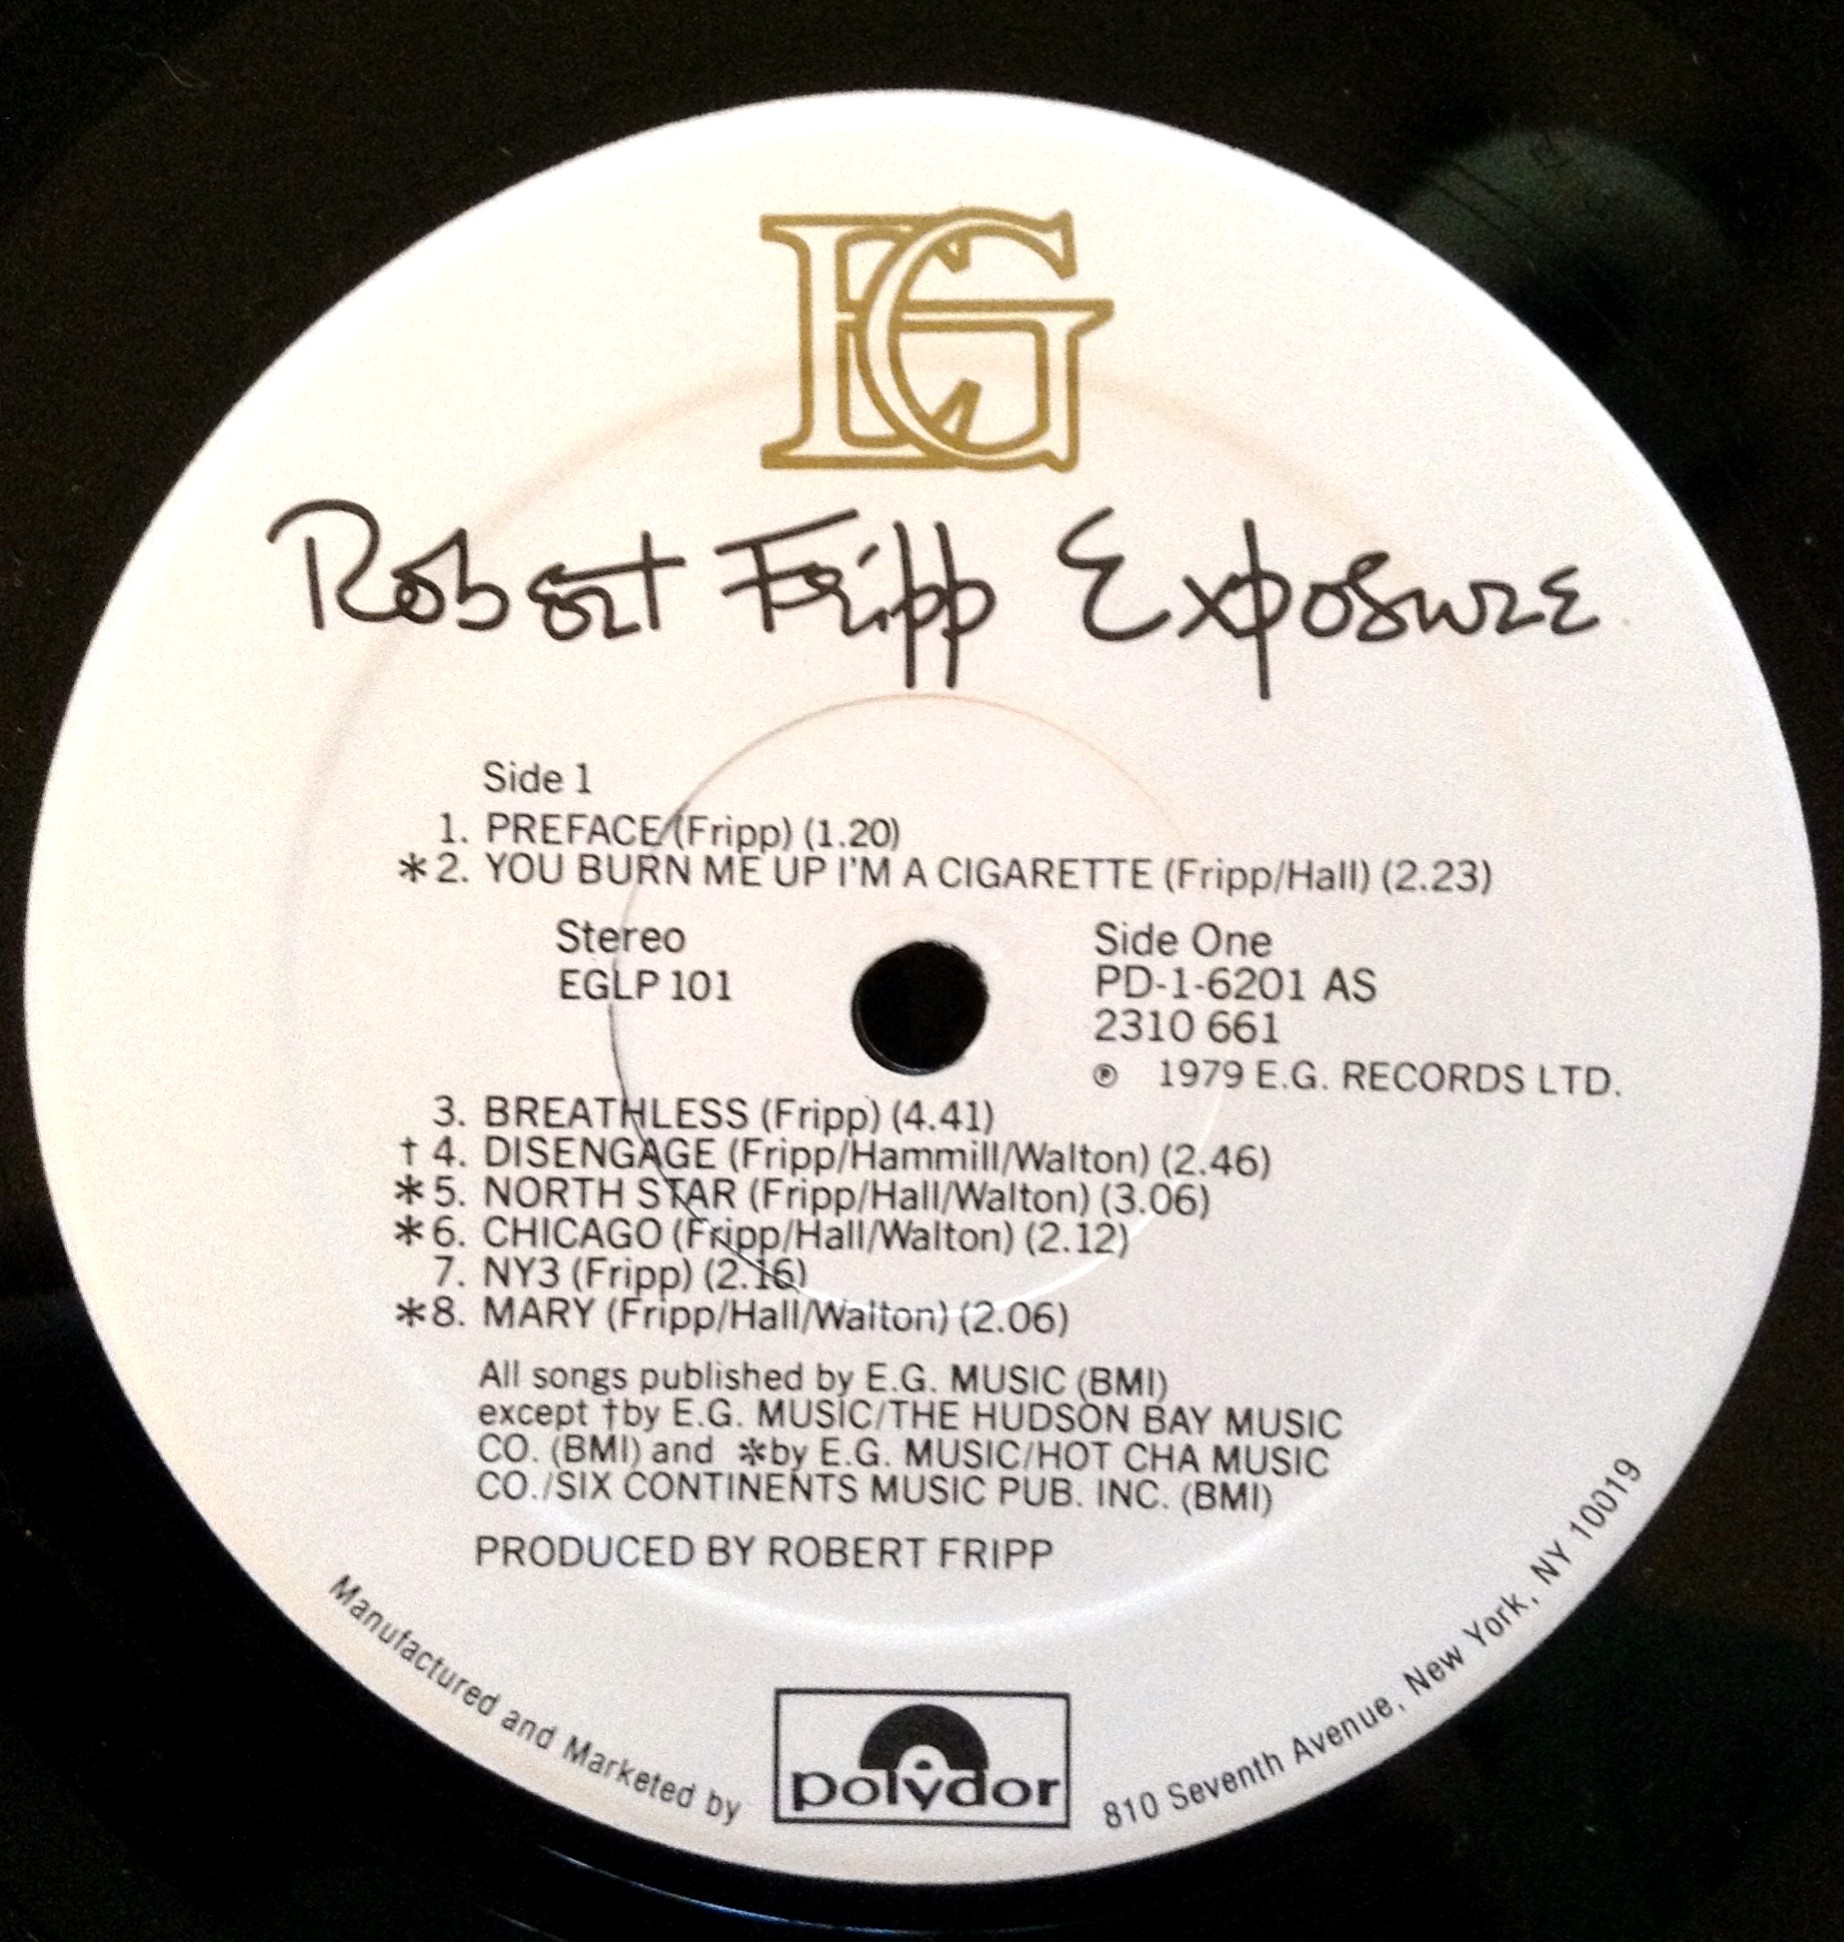 EG
Robert Fripp Exposure
Side 1
1. PREFACE (Fripp) (1.20)
*2. YOU BURN ME UP I'M A CIGARETTE (Fripp/Hall) (2.23)
Stereo
EGLP 101
Side One
PD-1-6201 AS
2310 661
℗ 1979 E.G. RECORDS LTD.
3. BREATHLESS (Fripp) (4.41)
†4. DISENGAGE (Fripp/Hammill/Walton) (2.46)
*5. NORTH STAR (Fripp/Hall/Walton) (3.06)
*6. CHICAGO (Fripp/Hall/Walton) (2.12)
7. NY3 (Fripp) (2.16)
*8. MARY (Fripp/Hall/Walton) (2.06)
All songs published by E.G. MUSIC (BMI)
except †by E.G. MUSIC/THE HUDSON BAY MUSIC
CO. (BMI) and *by E.G. MUSIC/HOT CHA MUSIC
CO./SIX CONTINENTS MUSIC PUB. INC. (BMI)
PRODUCED BY ROBERT FRIPP
Manufactured and Marketed by
polydor
810 Seventh Avenue, New York, NY 10019